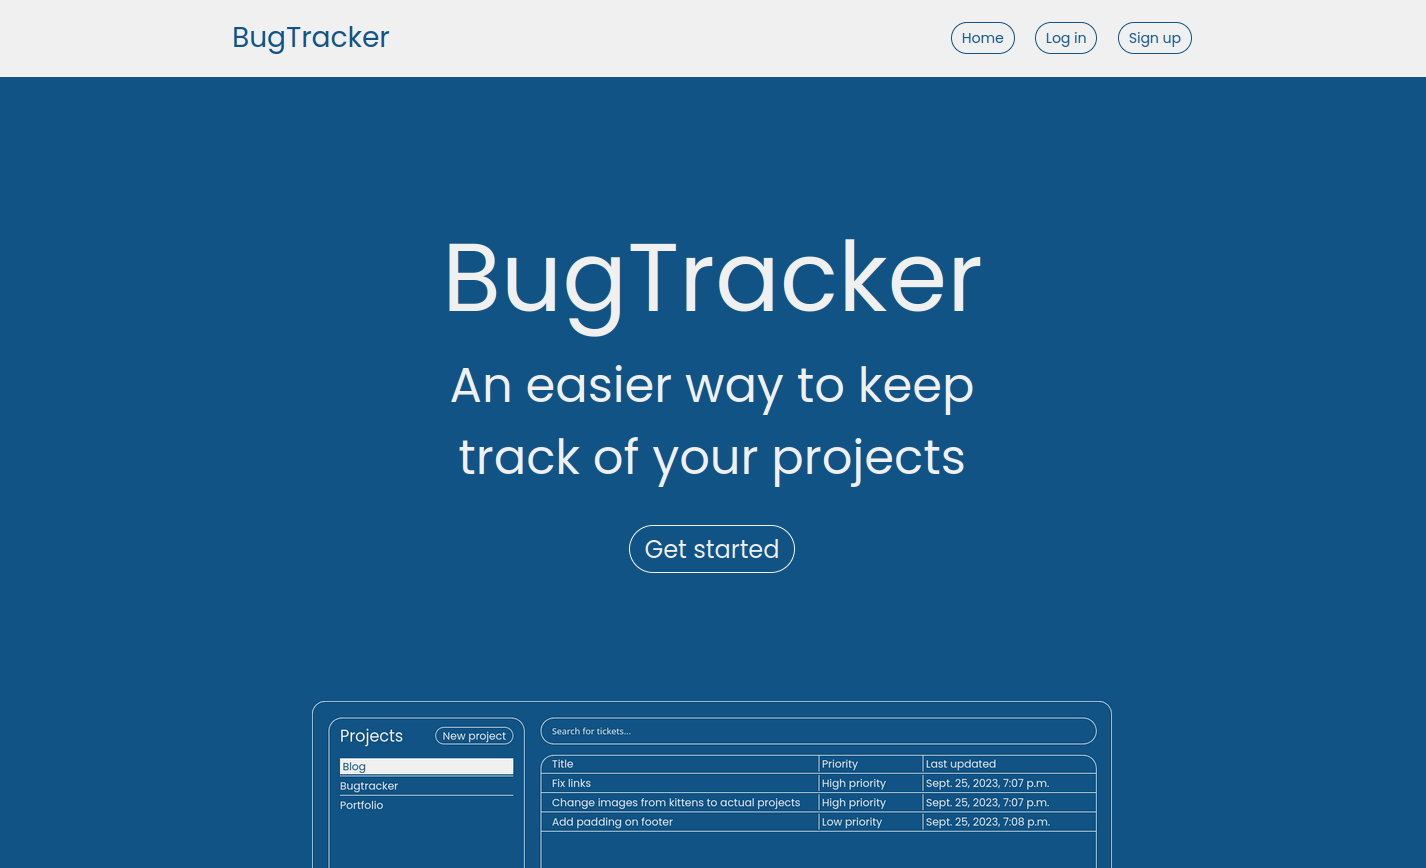 BugTracker
Home Log in Sign up
BugTracker
An easier way to keep
track of your projects
Get started
Projects New project
Blog
Bugtracker
Portfolio
Search for tickets...
Title Priority Last updated
Fix links High priority Sept. 25, 2023, 7:07 p.m.
Change images from kittens to actual projects High priority Sept. 25, 2023, 7:07 p.m.
Add padding on footer Low priority Sept. 25, 2023, 7:08 p.m.